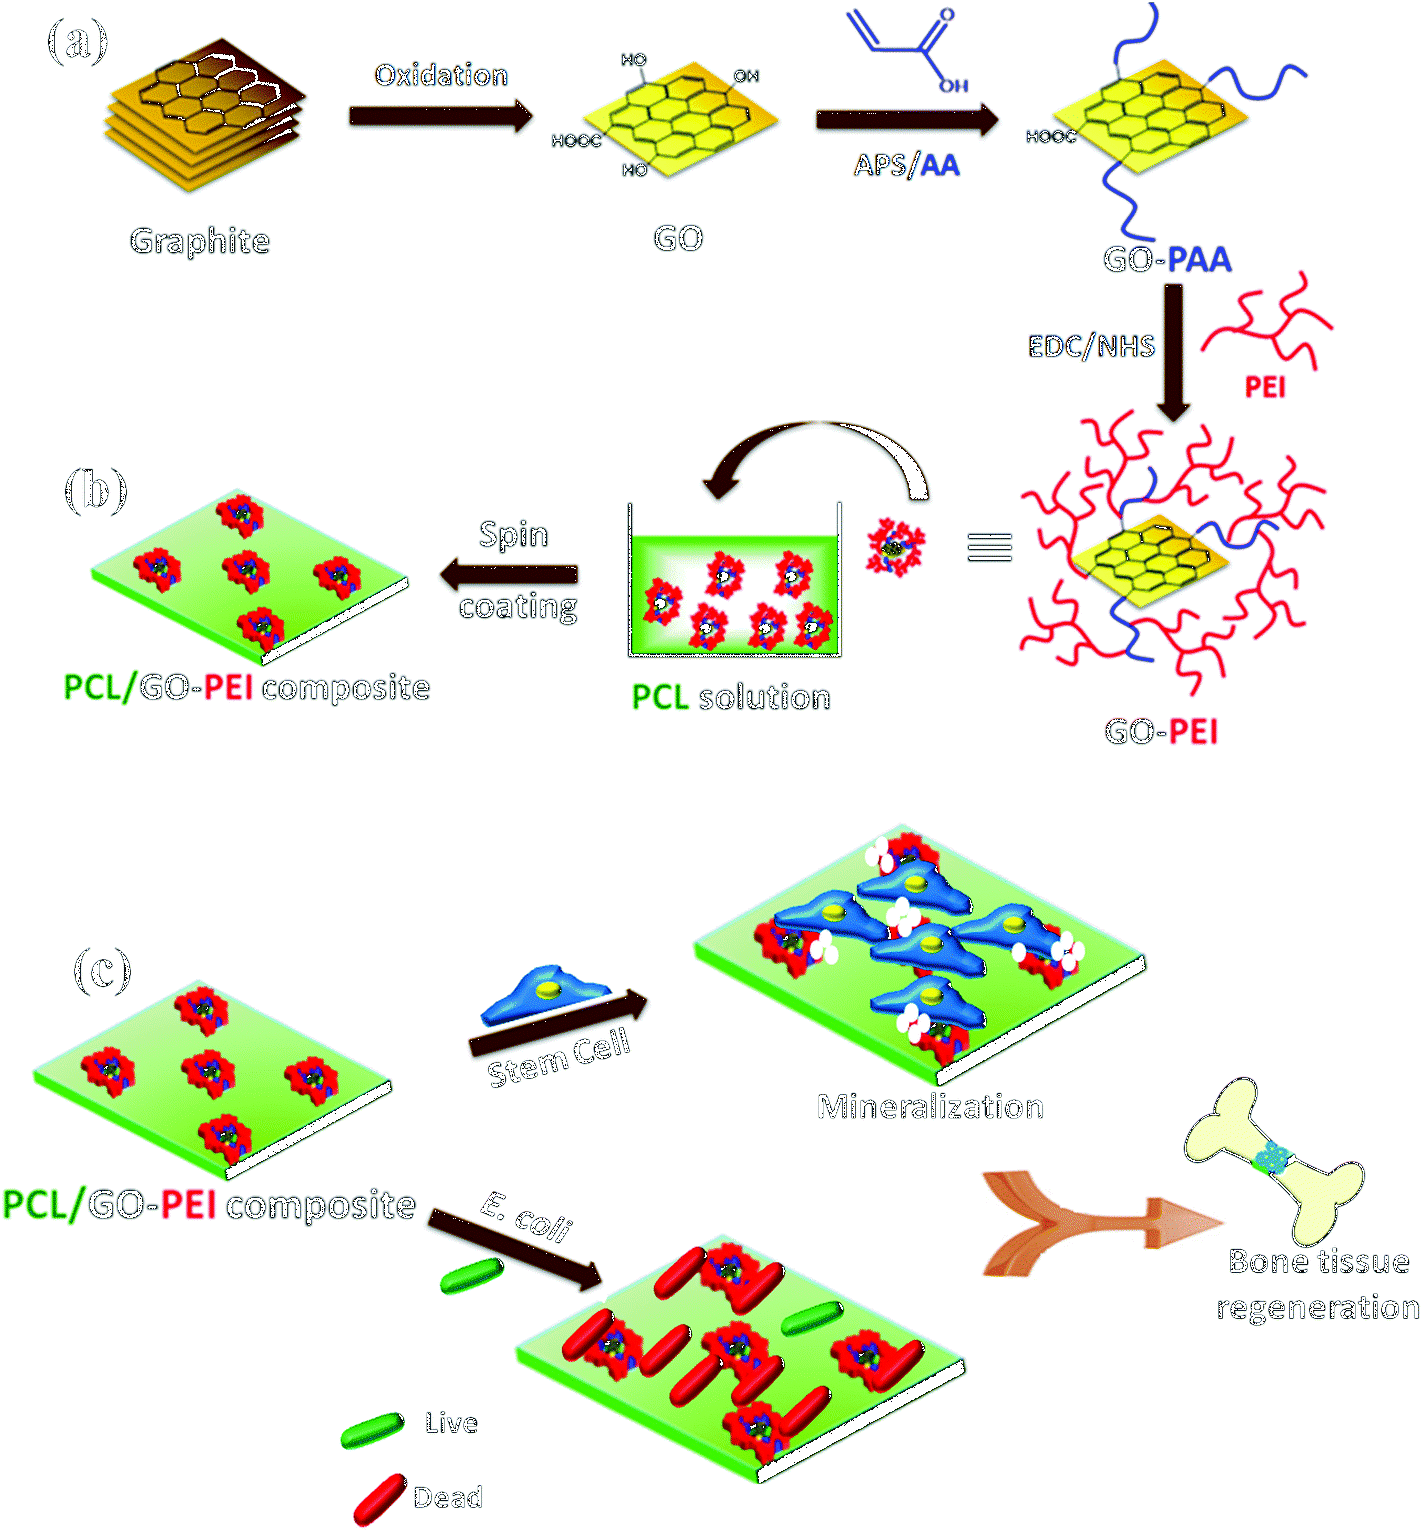 (a)
Oxidation
HO
OH
HOOC
HO
O
OH
APS/AA
HOOC
Graphite
GO
GO-PAA
EDC/NHS
PEI
(b)
Spin
coating
PCL/GO-PEI composite
PCL solution
GO-PEI
(c)
Stem Cell
Mineralization
PCL/GO-PEI composite
E. coli
Bone tissue
regeneration
Live
Dead